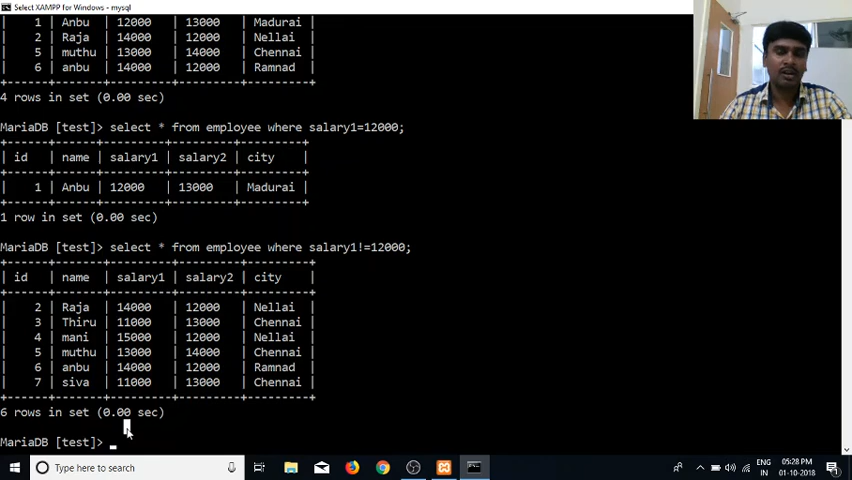 Select XAMPP for Windows - mysql
| 1 | Anbu | 12000 | 13000 | Madurai |
| 2 | Raja | 14000 | 12000 | Nellai |
| 5 | muthu | 13000 | 14000 | Chennai |
| 6 | anbu | 14000 | 12000 | Ramnad |
+------+-------+---------+---------+---------+
4 rows in set (0.00 sec)
MariaDB [test]> select * from employee where salary1=12000;
+------+------+---------+---------+---------+
| id | name | salary1 | salary2 | city |
+------+------+---------+---------+---------+
| 1 | Anbu | 12000 | 13000 | Madurai |
+------+------+---------+---------+---------+
1 row in set (0.00 sec)
MariaDB [test]> select * from employee where salary1!=12000;
+------+-------+---------+---------+---------+
| id | name | salary1 | salary2 | city |
+------+-------+---------+---------+---------+
| 2 | Raja | 14000 | 12000 | Nellai |
| 3 | Thiru | 11000 | 13000 | Chennai |
| 4 | mani | 15000 | 12000 | Nellai |
| 5 | muthu | 13000 | 14000 | Chennai |
| 6 | anbu | 14000 | 12000 | Ramnad |
| 7 | siva | 11000 | 13000 | Chennai |
+------+-------+---------+---------+---------+
6 rows in set (0.00 sec)
MariaDB [test]> _
Type here to search
ENG
IN
05:28 PM
01-10-2018